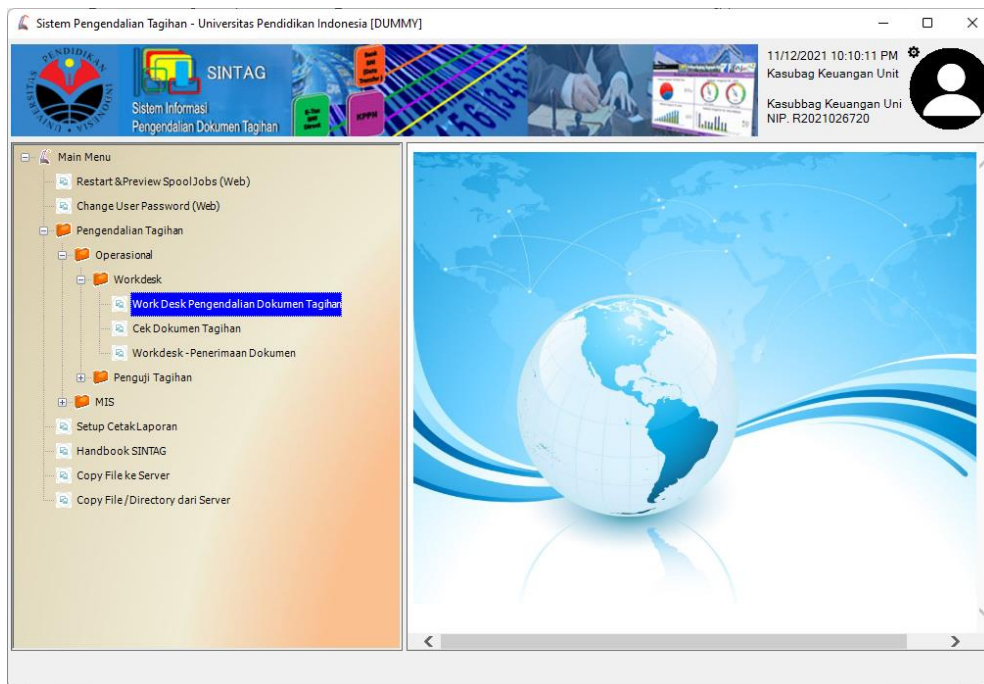 Sistem Pengendalian Tagihan - Universitas Pendidikan Indonesia [DUMMY]
UNIVERSITAS PENDIDIKAN INDONESIA
SINTAG
Sistem Informasi
Pengendalian Dokumen Tagihan
KPPN
11/12/2021 10:10:11 PM
Kasubag Keuangan Unit
Kasubbag Keuangan Uni
NIP. R2021026720
Main Menu
Restart &Preview Spool Jobs (Web)
Change User Password (Web)
Pengendalian Tagihan
Operasional
Workdesk
Work Desk Pengendalian Dokumen Tagihan
Cek Dokumen Tagihan
Workdesk - Penerimaan Dokumen
Penguji Tagihan
MIS
Setup Cetak Laporan
Handbook SINTAG
Copy File ke Server
Copy File / Directory dari Server